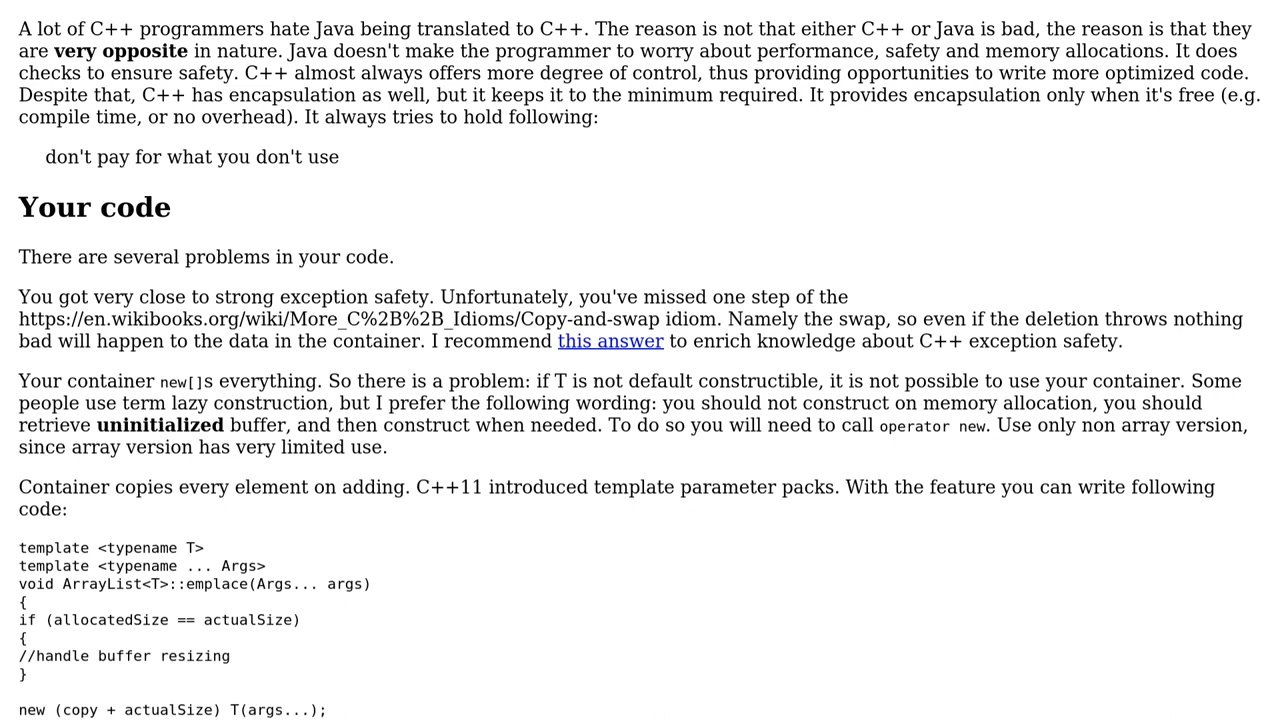 A lot of C++ programmers hate Java being translated to C++. The reason is not that either C++ or Java is bad, the reason is that they
are very opposite in nature. Java doesn't make the programmer to worry about performance, safety and memory allocations. It does
checks to ensure safety. C++ almost always offers more degree of control, thus providing opportunities to write more optimized code.
Despite that, C++ has encapsulation as well, but it keeps it to the minimum required. It provides encapsulation only when it's free (e.g.
compile time, or no overhead). It always tries to hold following:
don't pay for what you don't use
Your code
There are several problems in your code.
You got very close to strong exception safety. Unfortunately, you've missed one step of the
https://en.wikibooks.org/wiki/More_C%2B%2B_Idioms/Copy-and-swap idiom. Namely the swap, so even if the deletion throws nothing
bad will happen to the data in the container. I recommend this answer to enrich knowledge about C++ exception safety.
Your container new[]s everything. So there is a problem: if T is not default constructible, it is not possible to use your container. Some
people use term lazy construction, but I prefer the following wording: you should not construct on memory allocation, you should
retrieve uninitialized buffer, and then construct when needed. To do so you will need to call operator new. Use only non array version,
since array version has very limited use.
Container copies every element on adding. C++11 introduced template parameter packs. With the feature you can write following
code:
template <typename T>
template <typename ... Args>
void ArrayList<T>::emplace(Args... args)
{
if (allocatedSize == actualSize)
{
//handle buffer resizing
}
new (copy + actualSize) T(args...);